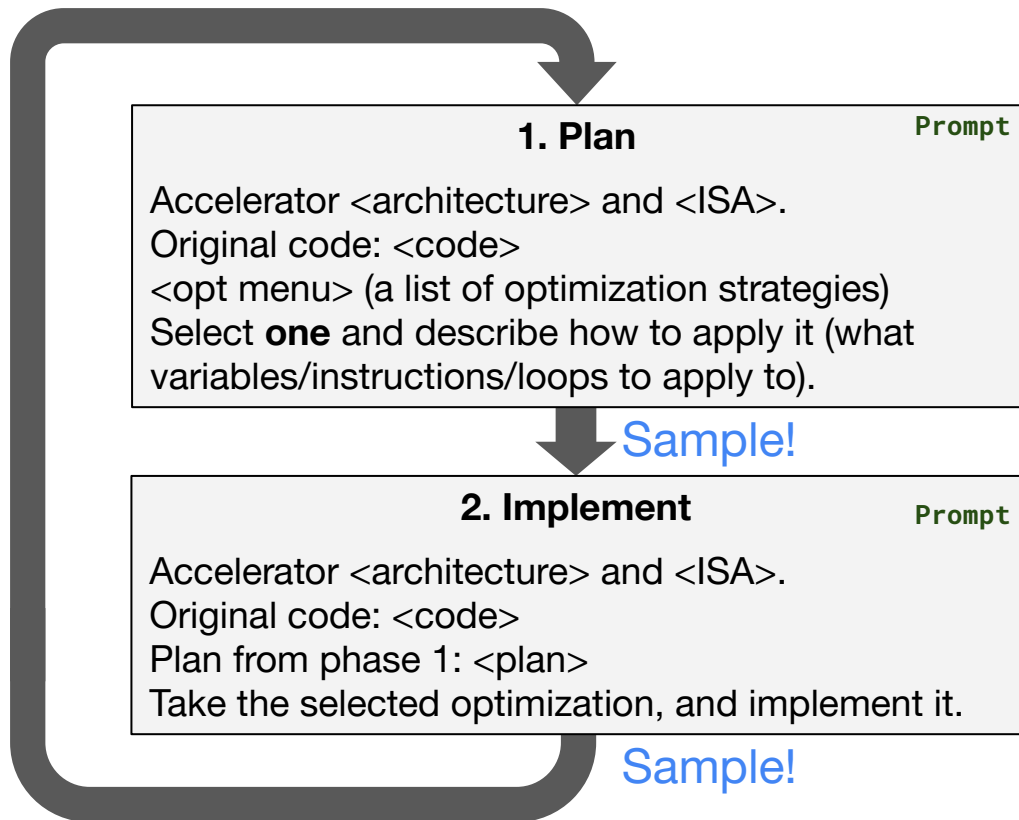 1. Plan
Prompt
Accelerator <architecture> and <ISA>.
Original code: <code>
<opt menu> (a list of optimization strategies)
Select one and describe how to apply it (what
variables/instructions/loops to apply to).
Sample!
2. Implement
Prompt
Accelerator <architecture> and <ISA>.
Original code: <code>
Plan from phase 1: <plan>
Take the selected optimization, and implement it.
Sample!